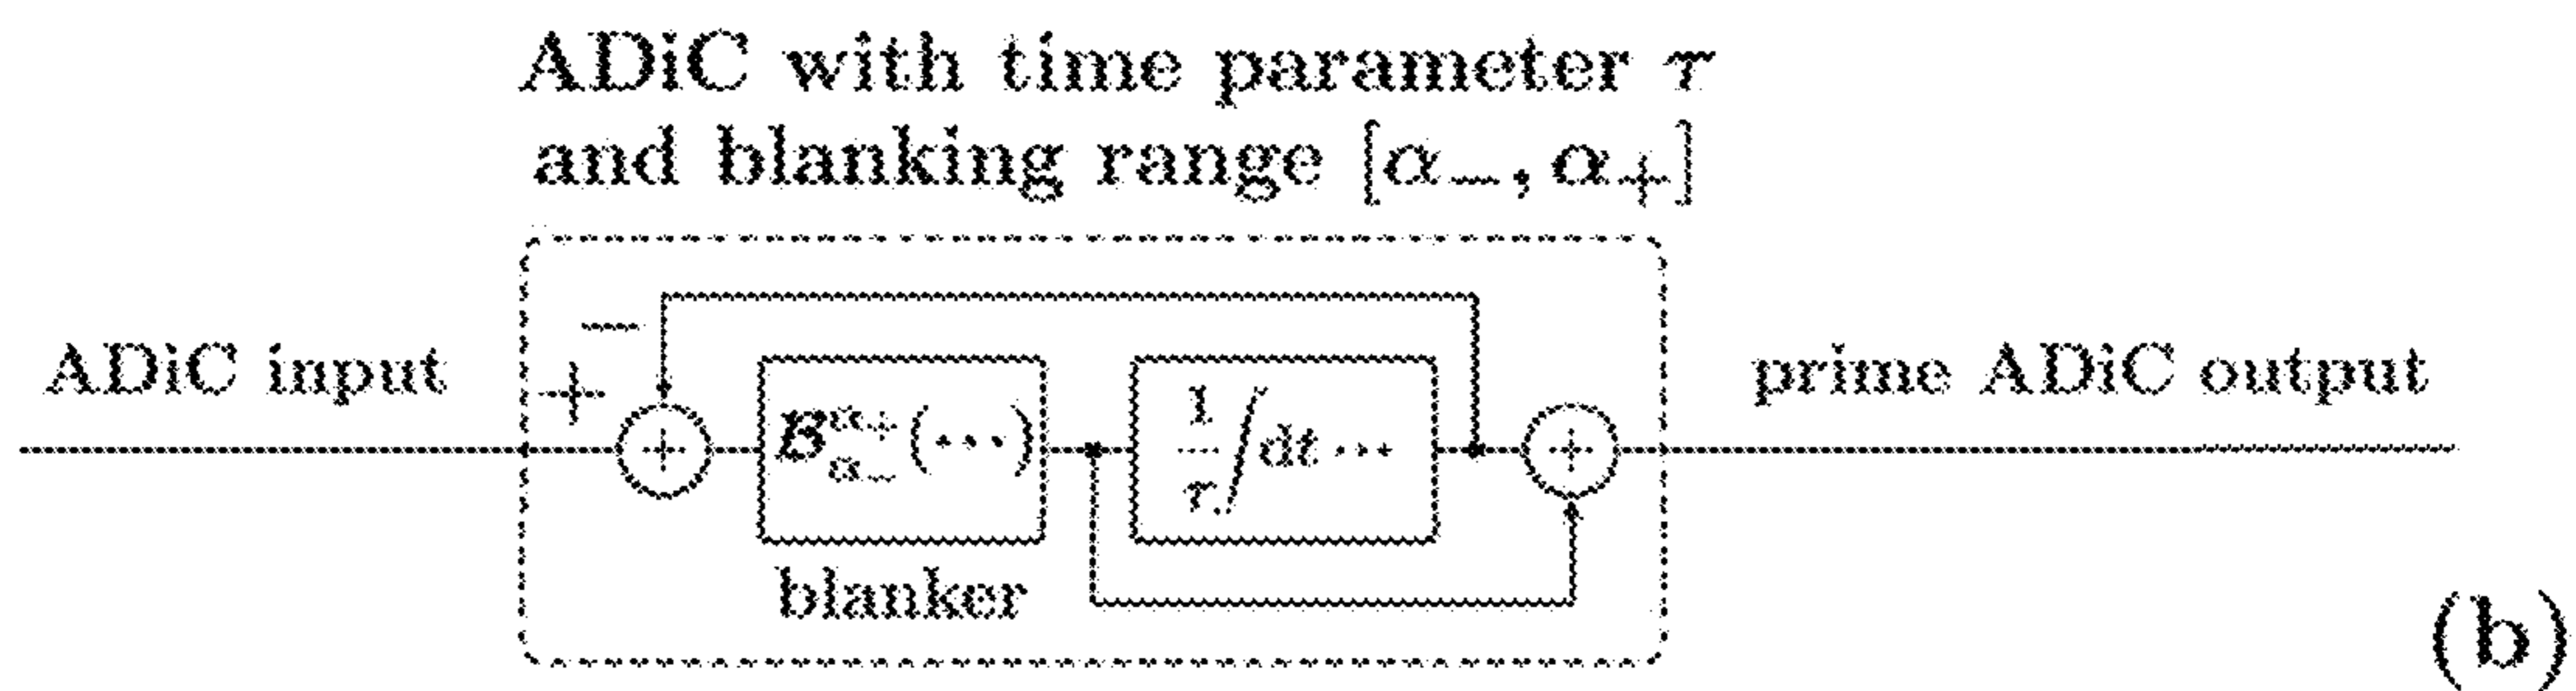 ADiC with time parameter τ
and blanking range [α₋, α₊]
ADiC input
−
+
+
𝓑 α₊ α₋ (⋯)
1/τ ∫dt ⋯
+
prime ADiC output
blanker
(b)